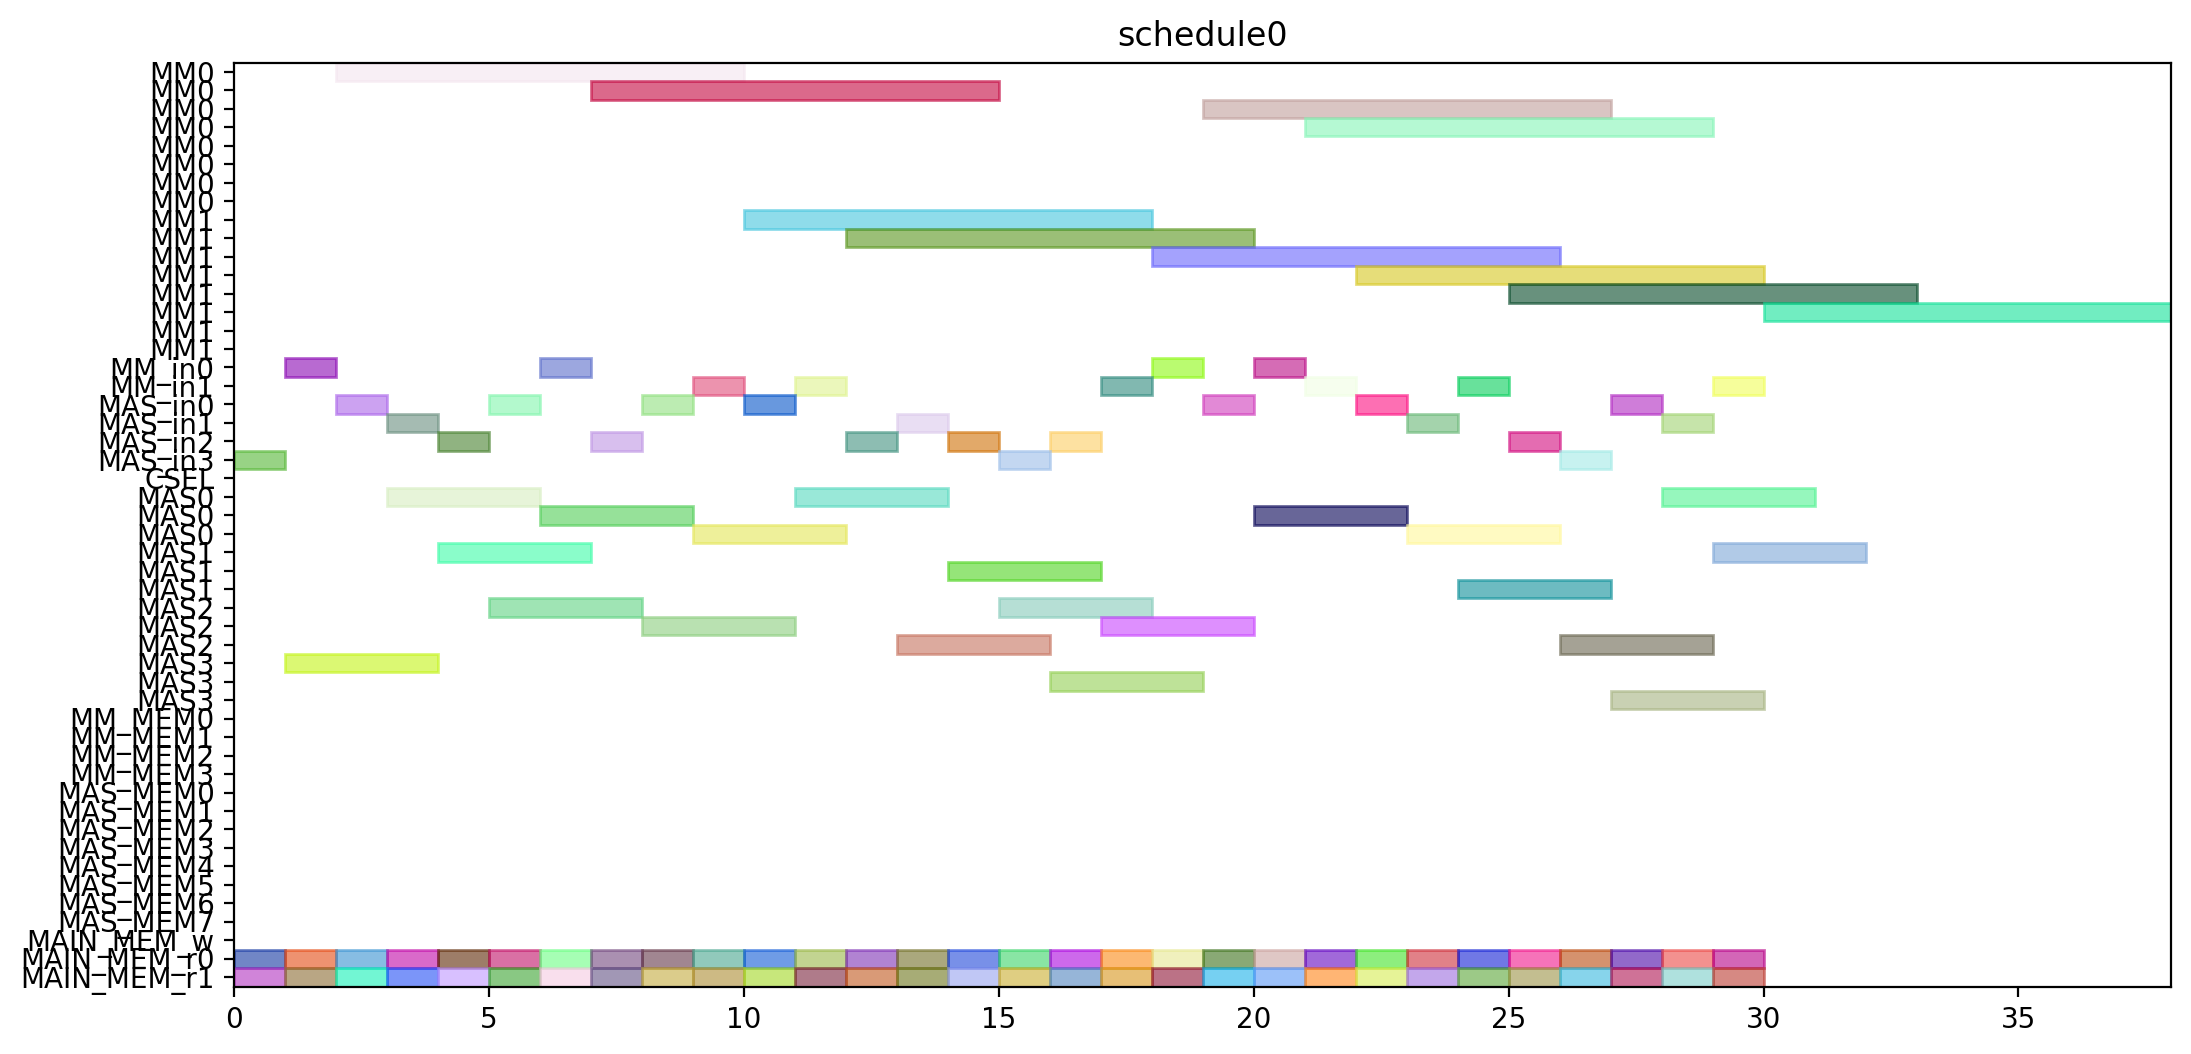 schedule0
MM0
MM0
MM0
MM0
MM0
MM0
MM0
MM0
MM1
MM1
MM1
MM1
MM1
MM1
MM1
MM1
MM_in0
MM_in1
MAS_in0
MAS_in1
MAS_in2
MAS_in3
CSEL
MAS0
MAS0
MAS0
MAS1
MAS1
MAS1
MAS2
MAS2
MAS2
MAS3
MAS3
MAS3
MM_MEM0
MM_MEM1
MM_MEM2
MM_MEM3
MAS_MEM0
MAS_MEM1
MAS_MEM2
MAS_MEM3
MAS_MEM4
MAS_MEM5
MAS_MEM6
MAS_MEM7
MAIN_MEM_w
MAIN_MEM_r0
MAIN_MEM_r1
0 5 10 15 20 25 30 35